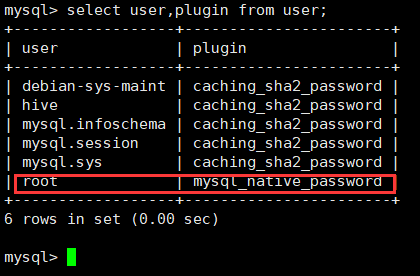 mysql> select user,plugin from user;
+------------------+-----------------------+
| user             | plugin                |
+------------------+-----------------------+
| debian-sys-maint | caching_sha2_password |
| hive             | caching_sha2_password |
| mysql.infoschema | caching_sha2_password |
| mysql.session    | caching_sha2_password |
| mysql.sys        | caching_sha2_password |
| root             | mysql_native_password |
+------------------+-----------------------+
6 rows in set (0.00 sec)
mysql>